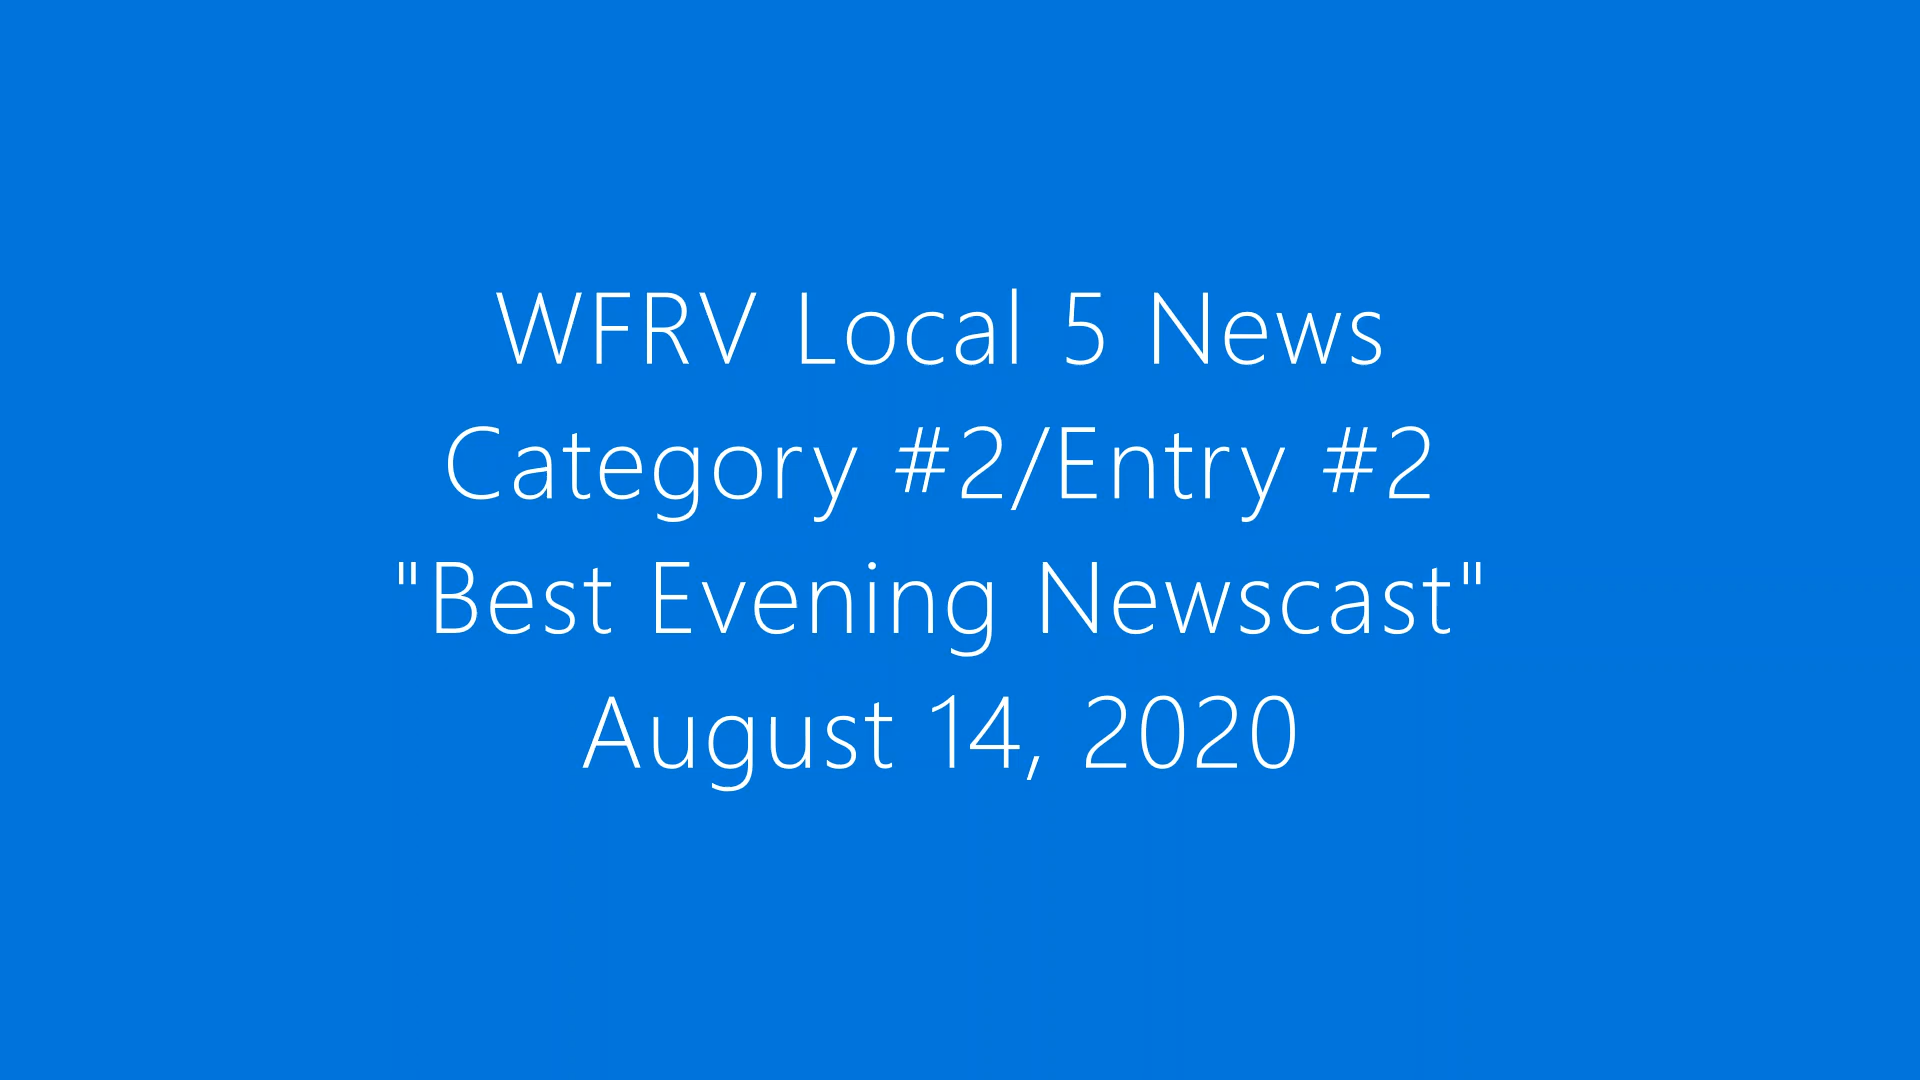 WFRV Local 5 News
Category #2/Entry #2
"Best Evening Newscast"
August 14, 2020